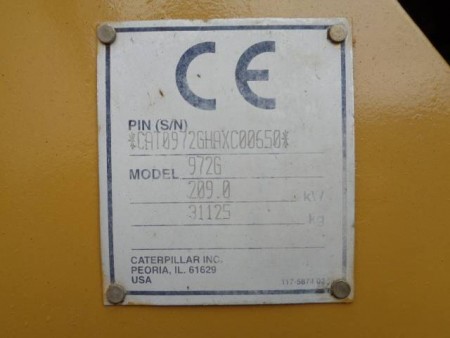 CE
PIN (S/N)
*CAT0972GHAXC00650*
MODEL 972G
209.0 kW
31125 kg
CATERPILLAR INC.
PEORIA, IL. 61629
USA